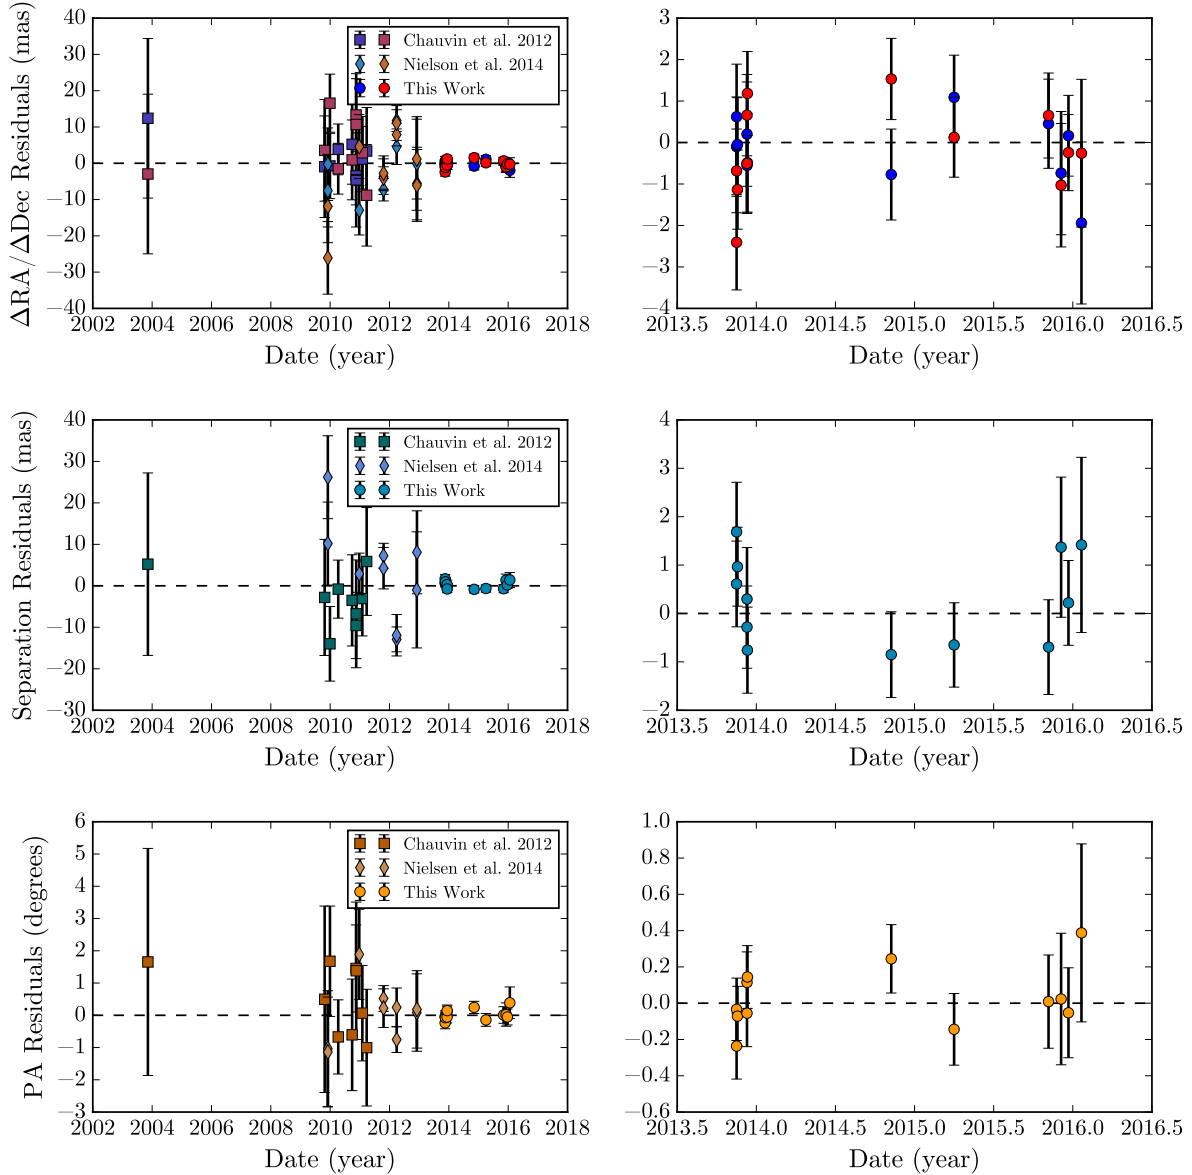 ΔRA/ΔDec Residuals (mas)
40
30
20
10
0
−10
−20
−30
−40
Chauvin et al. 2012
Nielson et al. 2014
This Work
2002 2004 2006 2008 2010 2012 2014 2016 2018
Date (year)
3
2
1
0
−1
−2
−3
−4
2013.5 2014.0 2014.5 2015.0 2015.5 2016.0 2016.5
Date (year)
Separation Residuals (mas)
40
30
20
10
0
−10
−20
−30
Chauvin et al. 2012
Nielsen et al. 2014
This Work
2002 2004 2006 2008 2010 2012 2014 2016 2018
Date (year)
4
3
2
1
0
−1
−2
2013.5 2014.0 2014.5 2015.0 2015.5 2016.0 2016.5
Date (year)
PA Residuals (degrees)
6
5
4
3
2
1
0
−1
−2
−3
Chauvin et al. 2012
Nielsen et al. 2014
This Work
2002 2004 2006 2008 2010 2012 2014 2016 2018
Date (year)
1.0
0.8
0.6
0.4
0.2
0.0
−0.2
−0.4
−0.6
2013.5 2014.0 2014.5 2015.0 2015.5 2016.0 2016.5
Date (year)